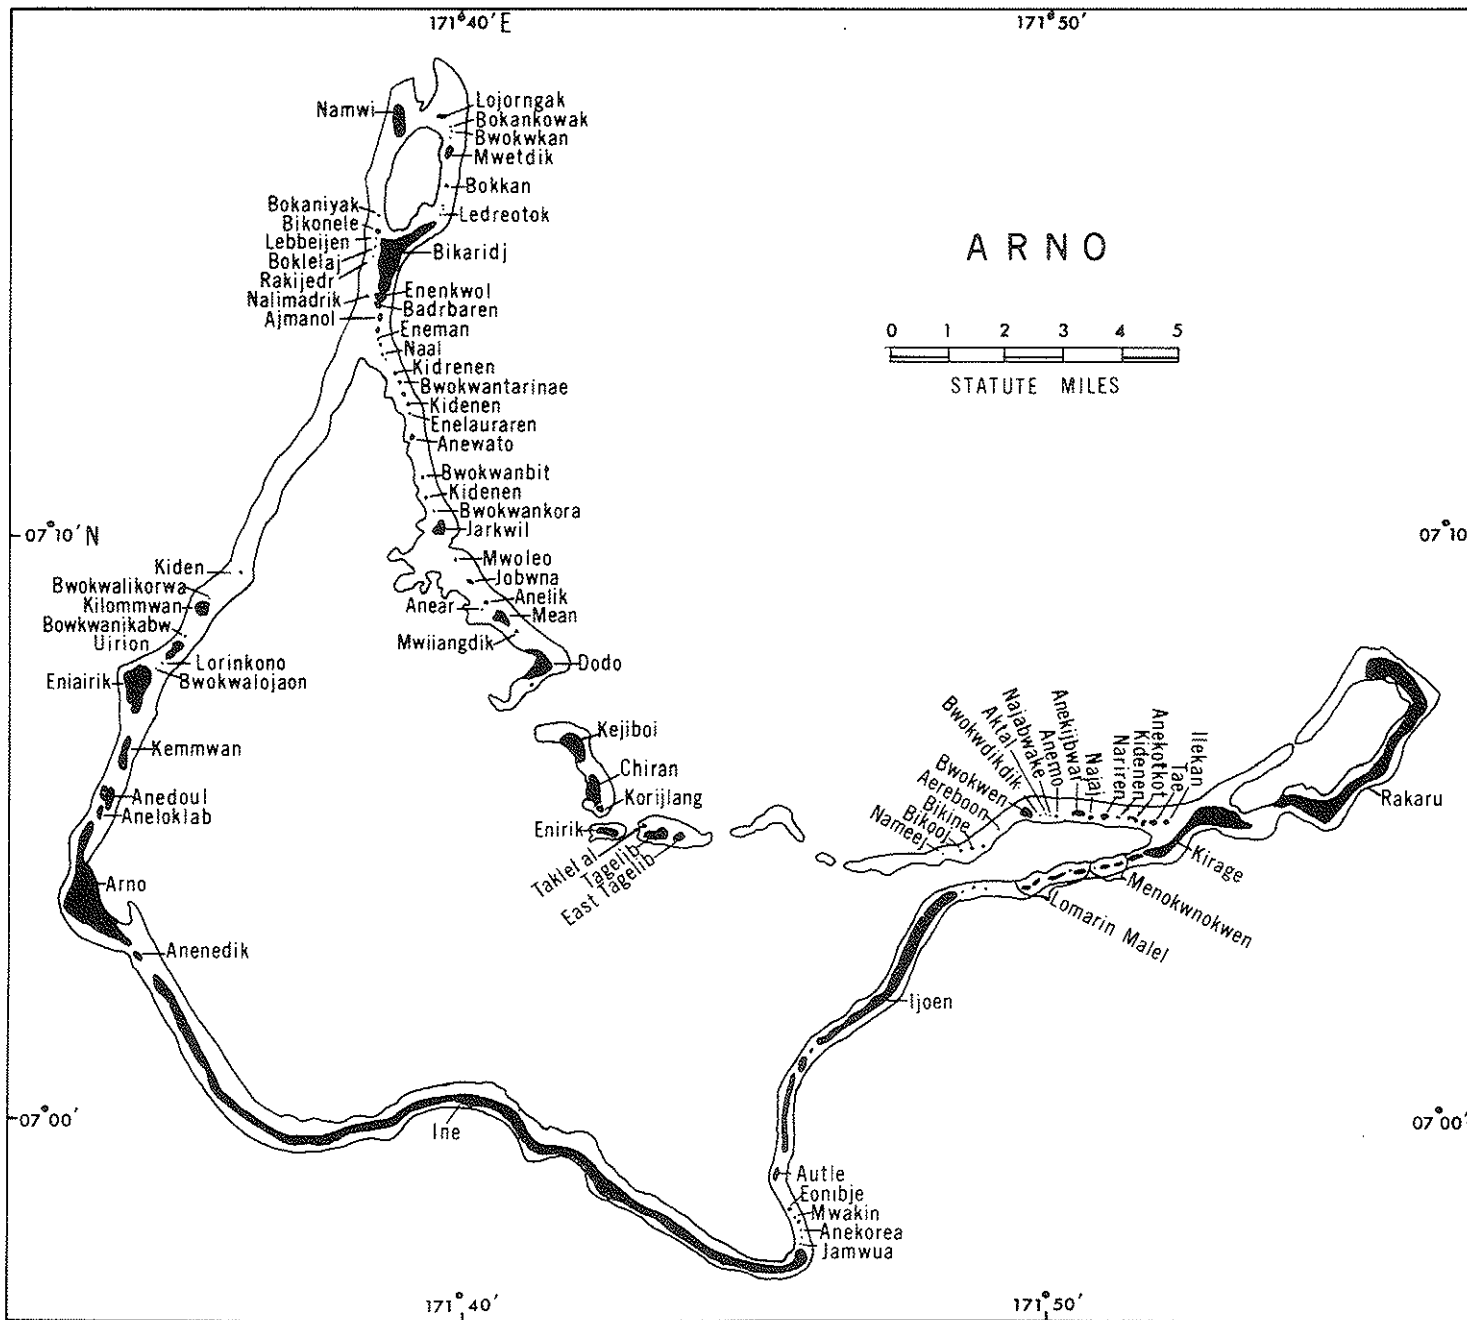 171°40'E
171°50'
Namwi
Lojorngak
Bokankowak
Bwokwkan
Mwetdik
Bokkan
Bokaniyak
Ledreotok
Bikonele
Lebbeijen
Boklelaj
Bikaridj
Rakijedr
Nalimadrik
Enenkwol
Badrbaren
Ajmanol
Eneman
Naal
Kidrenen
Bwokwantarinae
Kidenen
Enelauraren
Anewato
Bwokwanbit
Kidenen
Bwokwankora
Jarkwil
ARNO
0 1 2 3 4 5
STATUTE MILES
07°10'N
07°10
Kiden
Mwoleo
Bwokwalikorwa
Jobwna
Kilommwan
Anelik
Anear
Mean
Bowkwanikabw
Uirion
Mwiiangdik
Lorinkono
Dodo
Bwokwalojaon
Eniairik
Kejiboi
Kemmwan
Chiran
Anedoul
Korijlang
Aneloklab
Enirik
Taklel al
Tagelib
East Tagelib
Nameej
Bikool
Bikine
Aereboon
Bwokwen
Bwokwdikdik
Aktal
Najabwake
Anemo
Anekijbwar
Najaj
Nariren
Kidenen
Anekotkot
Tae
Ilekan
Rakaru
Kirage
Menokwnokwen
Lomarin Malel
Arno
Anenedik
Ijoen
07°00'
07°00'
Ine
Autle
Eonibje
Mwakin
Anekorea
Jamwua
171°40'
171°50'